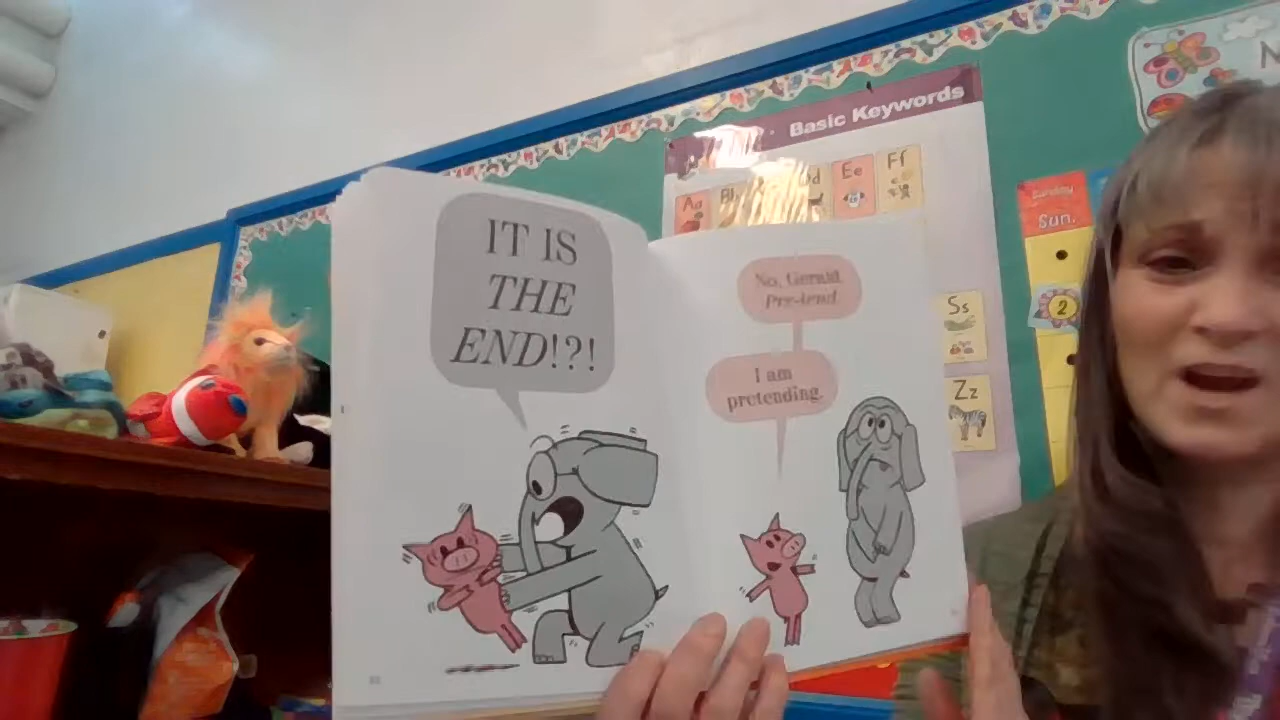 IT IS
THE
END!?!
No, Gerald.
Pre-tend.
I am
pretending.
Basic Keywords
Aa
Ee
Ff
Ss
Zz
Sunday
Sun.
2
N